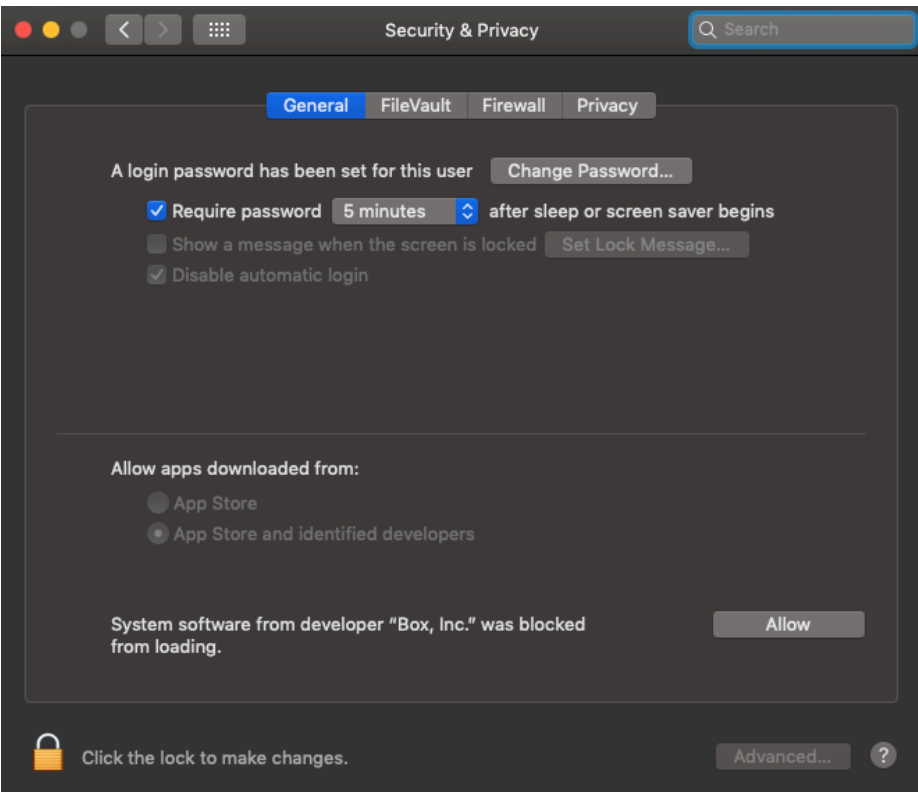 Security & Privacy
Search
General
FileVault
Firewall
Privacy
A login password has been set for this user
Change Password...
Require password
5 minutes
after sleep or screen saver begins
Show a message when the screen is locked
Set Lock Message...
Disable automatic login
Allow apps downloaded from:
App Store
App Store and identified developers
System software from developer “Box, Inc.” was blocked
from loading.
Allow
Click the lock to make changes.
Advanced...
?